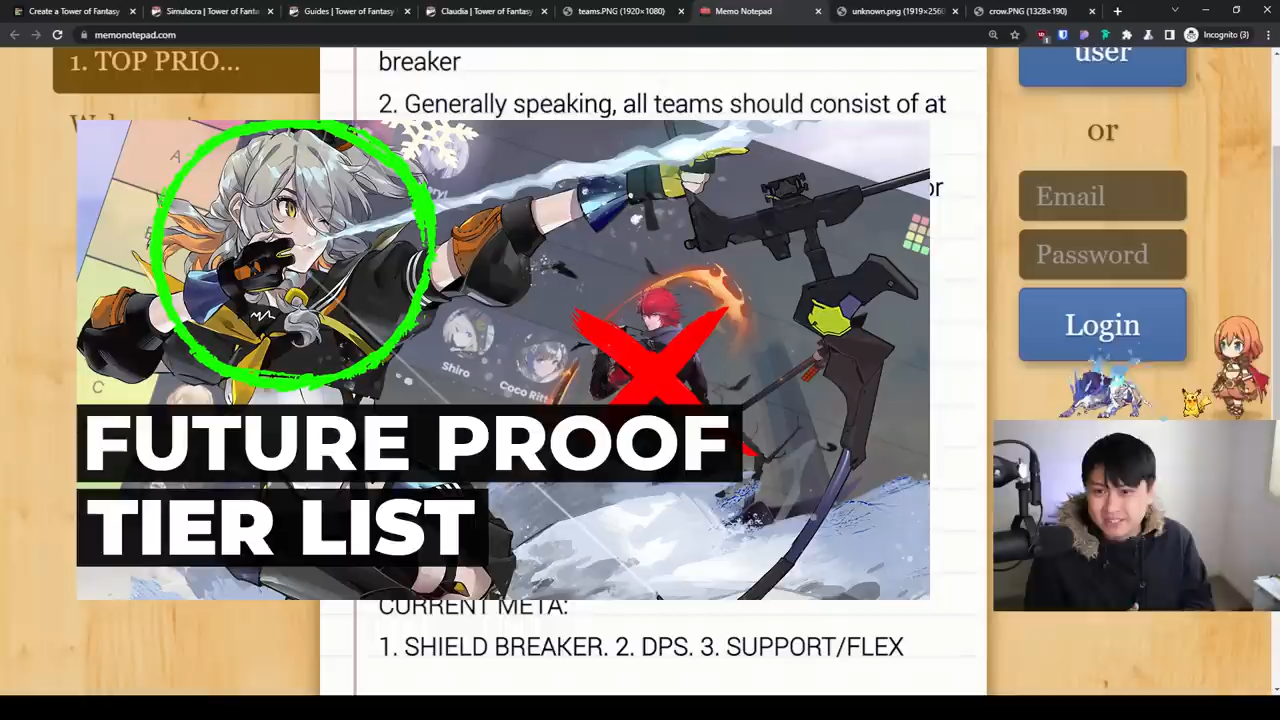 Create a Tower of Fantasy
Simulacra | Tower of Fantasy
Guides | Tower of Fantasy
Claudia | Tower of Fantasy
teams.PNG (1920×1080)
Memo Notepad
unknown.png (1919×2560
crow.PNG (1328×190)
memonotepad.com
Incognito (3)
1. TOP PRIO...
breaker
2. Generally speaking, all teams should consist of at
or
user
or
Email
Password
Login
A
C
Shiro
Coco Ritt
FUTURE PROOF
TIER LIST
CURRENT META:
1. SHIELD BREAKER. 2. DPS. 3. SUPPORT/FLEX